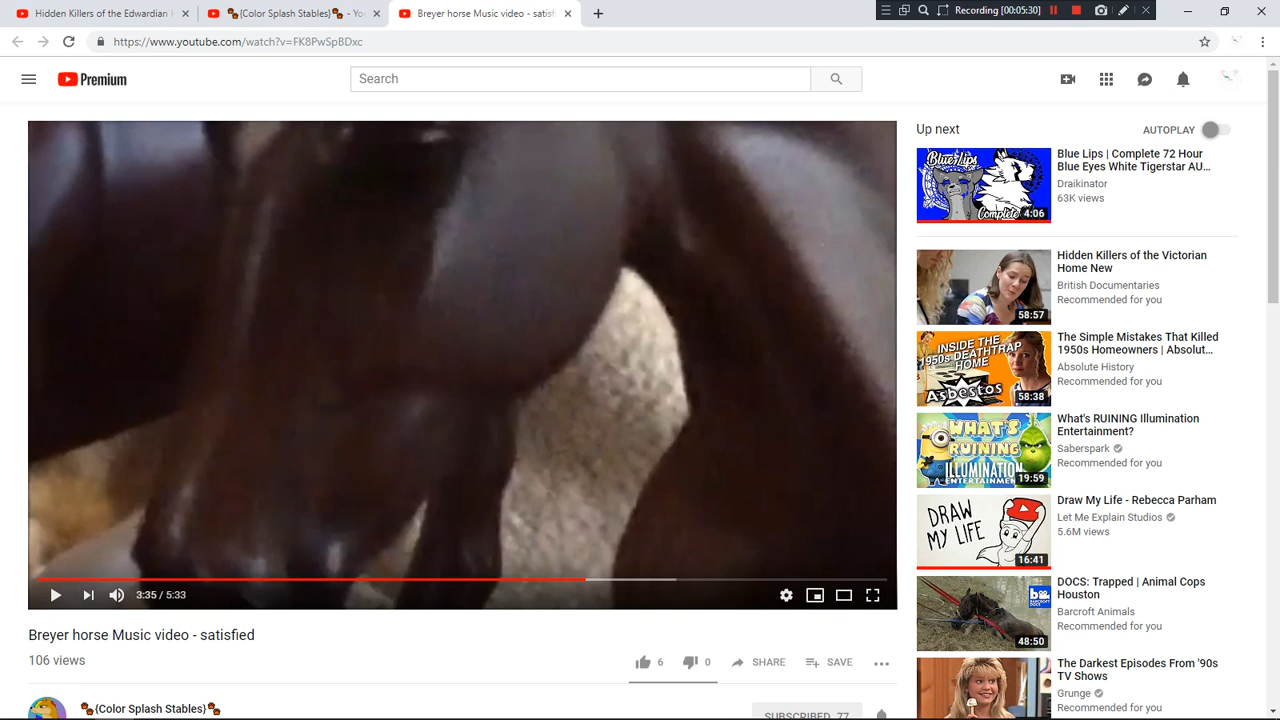 Hidden Killers of the Victorian H
{Color Splash Stables}
Breyer horse Music video - satisf
Recording [00:05:30]
https://www.youtube.com/watch?v=FK8PwSpBDxc
Premium
Search
Up next
AUTOPLAY
Blue Lips
Complete
4:06
Blue Lips | Complete 72 Hour
Blue Eyes White Tigerstar AU...
Draikinator
63K views
58:57
Hidden Killers of the Victorian
Home New
British Documentaries
Recommended for you
INSIDE THE
1950s DEATHTRAP
HOME
Asbestos
58:38
The Simple Mistakes That Killed
1950s Homeowners | Absolut...
Absolute History
Recommended for you
WHAT'S
RUINING
ILLUMINATION
ENTERTAINMENT
19:59
What's RUINING Illumination
Entertainment?
Saberspark
Recommended for you
DRAW
MY LIFE
16:41
Draw My Life - Rebecca Parham
Let Me Explain Studios
5.6M views
DOCS
48:50
DOCS: Trapped | Animal Cops
Houston
Barcroft Animals
Recommended for you
The Darkest Episodes From '90s
TV Shows
Grunge
Recommended for you
3:35 / 5:33
Breyer horse Music video - satisfied
106 views
6
0
SHARE
SAVE
{Color Splash Stables}
SUBSCRIBED 77